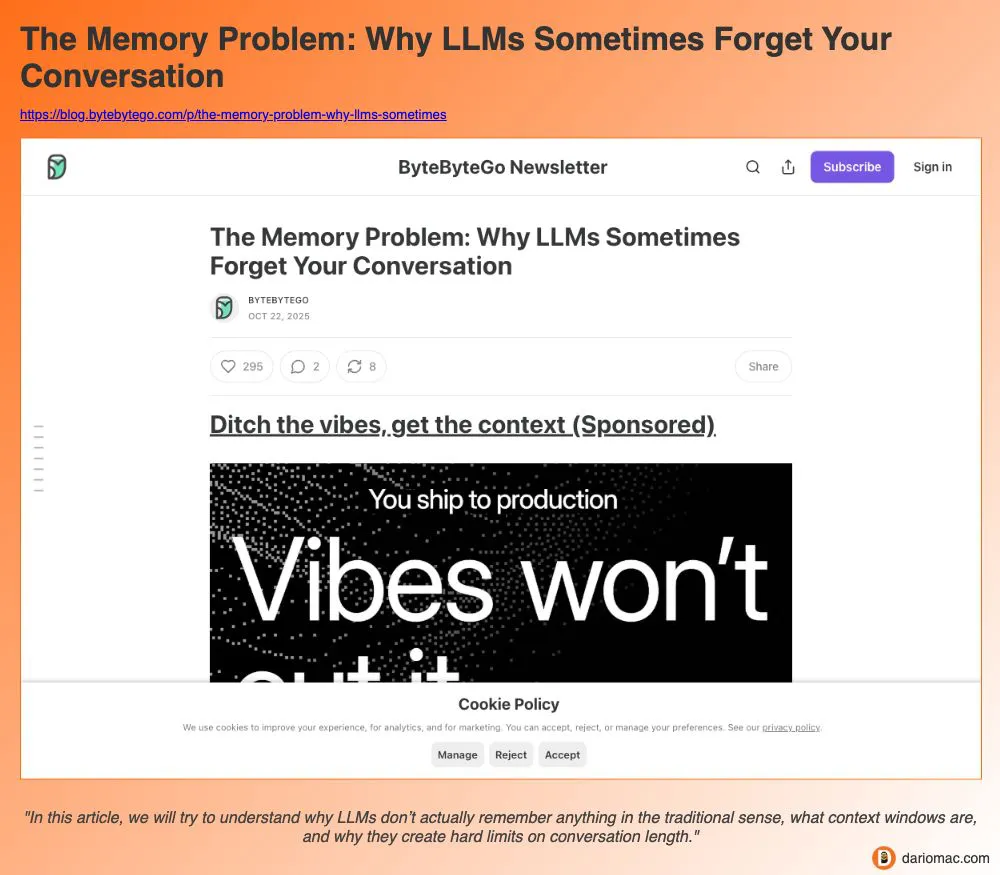 The Memory Problem: Why LLMs Sometimes Forget Your
Conversation
https://blog.bytebytego.com/p/the-memory-problem-why-llms-sometimes
ByteByteGo Newsletter
Subscribe
Sign in
The Memory Problem: Why LLMs Sometimes
Forget Your Conversation
BYTEBYTEGO
OCT 22, 2025
295
2
8
Share
Ditch the vibes, get the context (Sponsored)
You ship to production
Vibes won’t
cut it
Cookie Policy
We use cookies to improve your experience, for analytics, and for marketing. You can accept, reject, or manage your preferences. See our privacy policy.
Manage
Reject
Accept
"In this article, we will try to understand why LLMs don’t actually remember anything in the traditional sense, what context windows are,
and why they create hard limits on conversation length."
dariomac.com